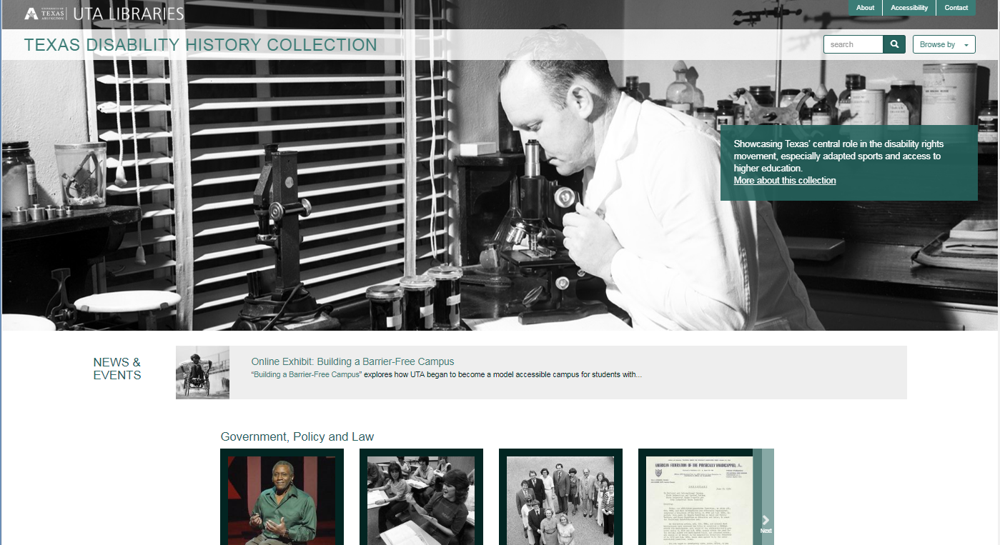 UNIVERSITY OF
TEXAS
ARLINGTON
UTA LIBRARIES
About
Accessibility
Contact
TEXAS DISABILITY HISTORY COLLECTION
search
Browse by
Showcasing Texas' central role in the disability rights
movement, especially adapted sports and access to
higher education.
More about this collection
NEWS &
EVENTS
Online Exhibit: Building a Barrier-Free Campus
“Building a Barrier-Free Campus” explores how UTA began to become a model accessible campus for students with...
Government, Policy and Law
AMERICAN FEDERATION OF THE PHYSICALLY HANDICAPPED,
Next